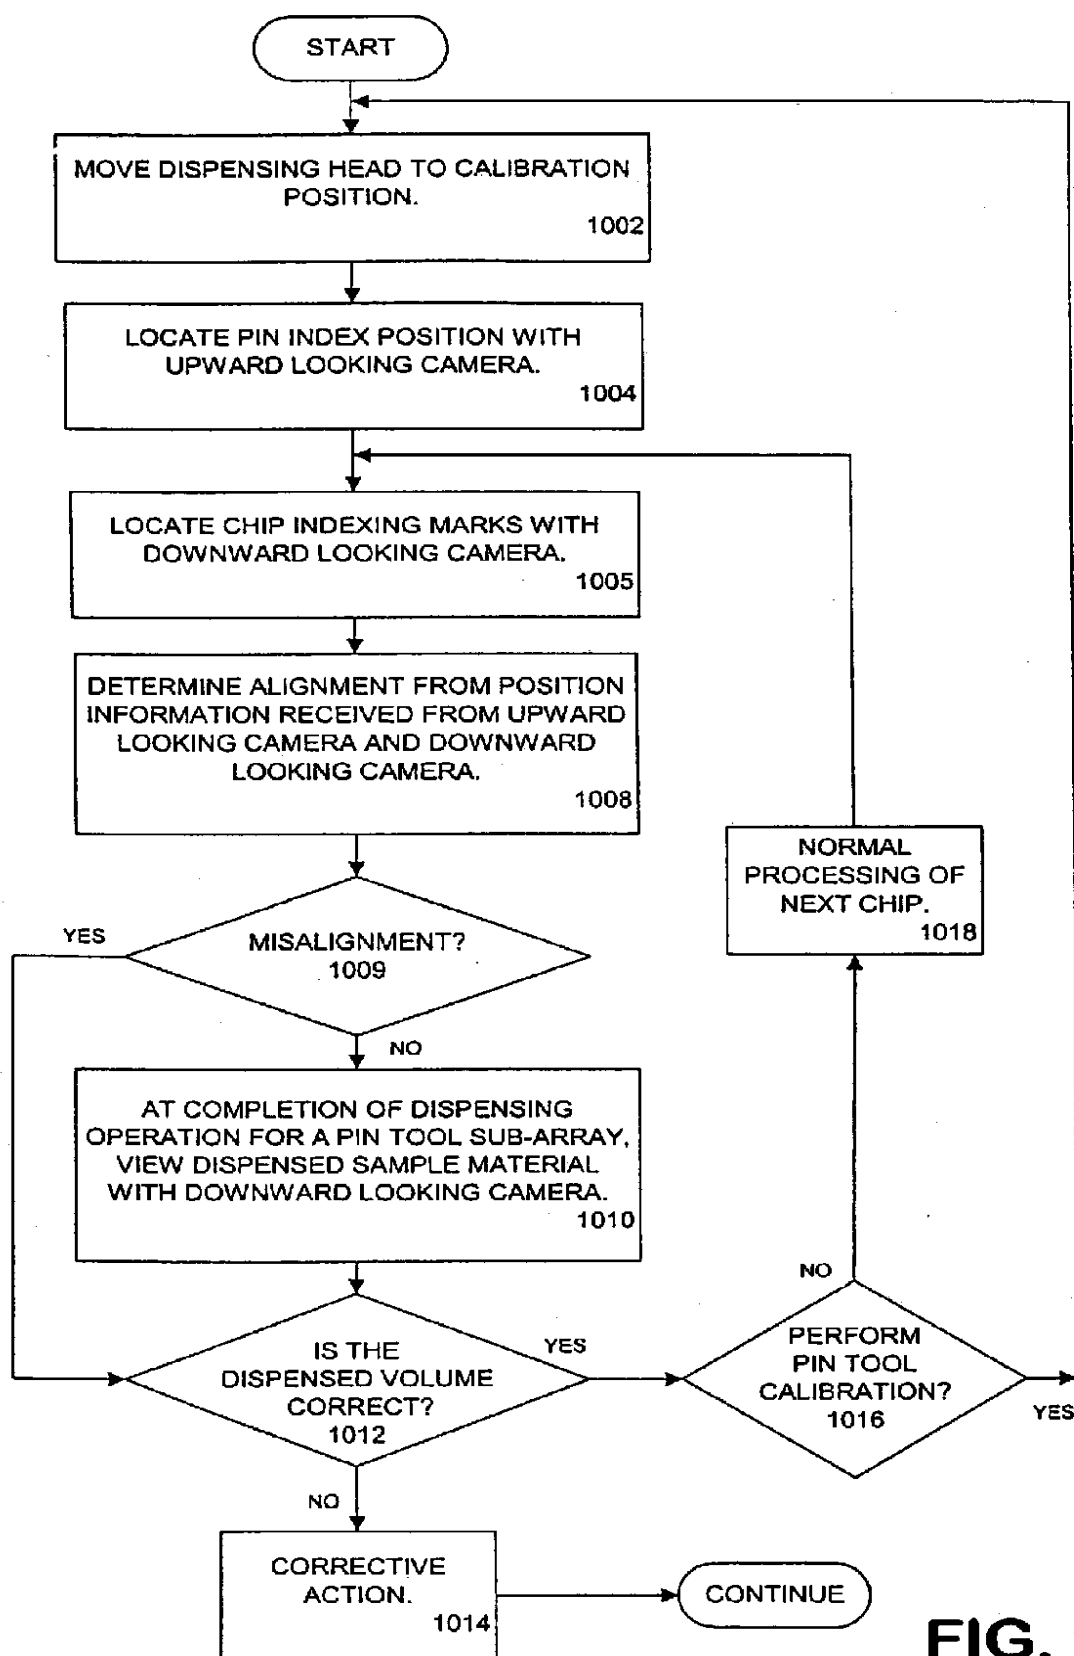 START
MOVE DISPENSING HEAD TO CALIBRATION
POSITION.
1002
LOCATE PIN INDEX POSITION WITH
UPWARD LOOKING CAMERA.
1004
LOCATE CHIP INDEXING MARKS WITH
DOWNWARD LOOKING CAMERA.
1005
DETERMINE ALIGNMENT FROM POSITION
INFORMATION RECEIVED FROM UPWARD
LOOKING CAMERA AND DOWNWARD
LOOKING CAMERA.
1008
NORMAL
PROCESSING OF
NEXT CHIP.
1018
YES
MISALIGNMENT?
1009
NO
AT COMPLETION OF DISPENSING
OPERATION FOR A PIN TOOL SUB-ARRAY,
VIEW DISPENSED SAMPLE MATERIAL
WITH DOWNWARD LOOKING CAMERA.
1010
IS THE
DISPENSED VOLUME
CORRECT?
1012
YES
NO
PERFORM
PIN TOOL
CALIBRATION?
1016
YES
NO
CORRECTIVE
ACTION.
1014
CONTINUE
FIG.